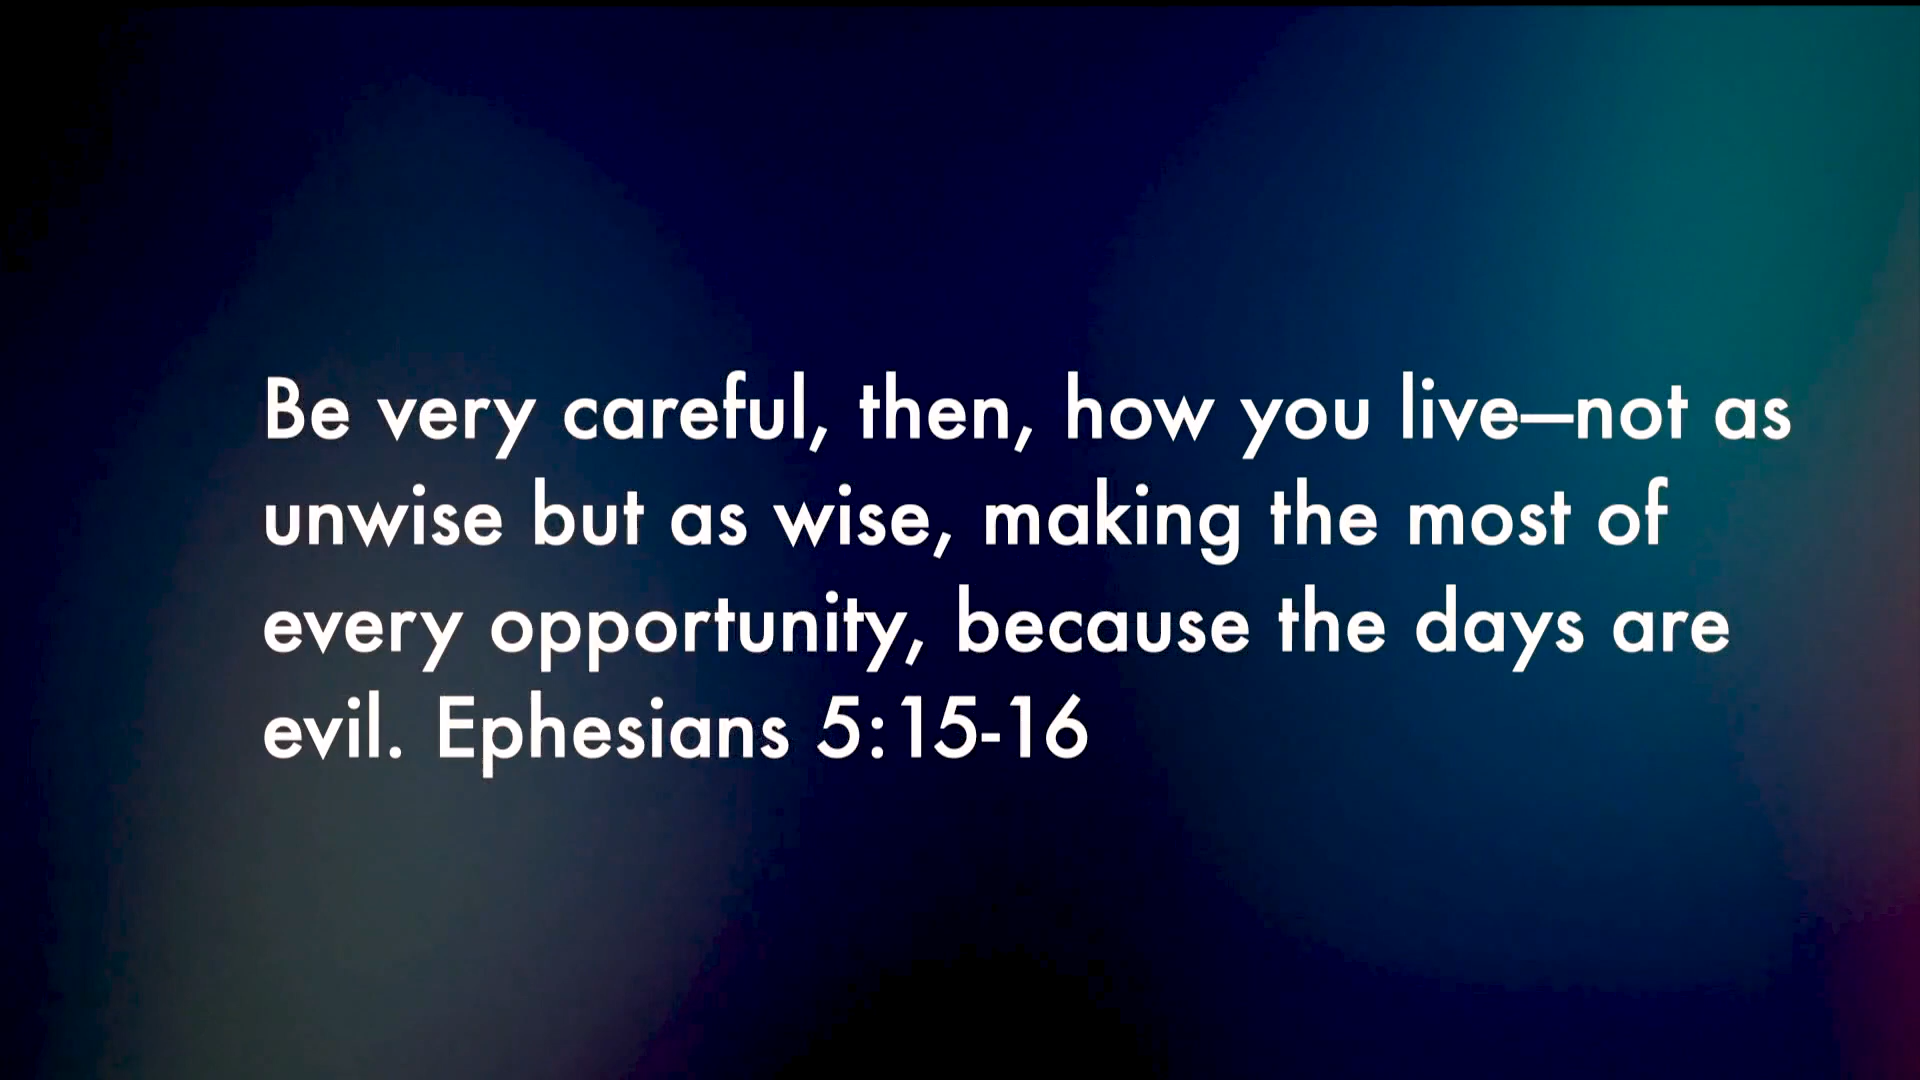 Be very careful, then, how you live—not as
unwise but as wise, making the most of
every opportunity, because the days are
evil. Ephesians 5:15-16